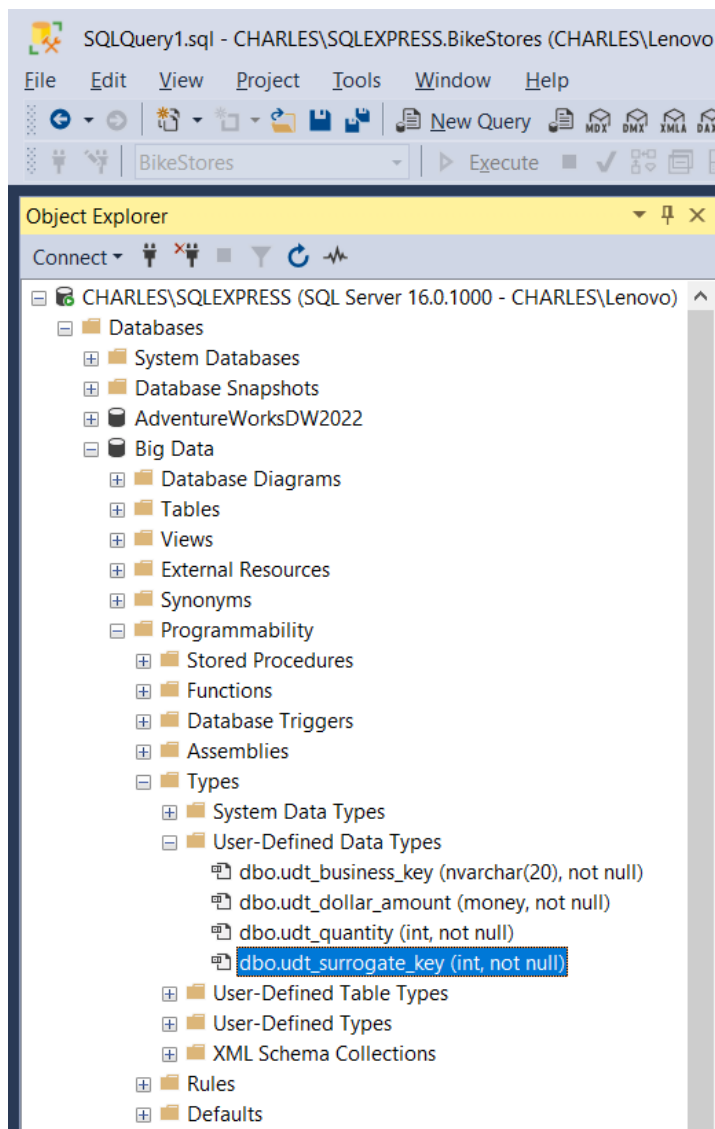 SQLQuery1.sql - CHARLES\SQLEXPRESS.BikeStores (CHARLES\Lenovo
File Edit View Project Tools Window Help
New Query MDX DMX XMLA DAX
BikeStores Execute
Object Explorer
Connect
CHARLES\SQLEXPRESS (SQL Server 16.0.1000 - CHARLES\Lenovo)
Databases
System Databases
Database Snapshots
AdventureWorksDW2022
Big Data
Database Diagrams
Tables
Views
External Resources
Synonyms
Programmability
Stored Procedures
Functions
Database Triggers
Assemblies
Types
System Data Types
User-Defined Data Types
dbo.udt_business_key (nvarchar(20), not null)
dbo.udt_dollar_amount (money, not null)
dbo.udt_quantity (int, not null)
dbo.udt_surrogate_key (int, not null)
User-Defined Table Types
User-Defined Types
XML Schema Collections
Rules
Defaults